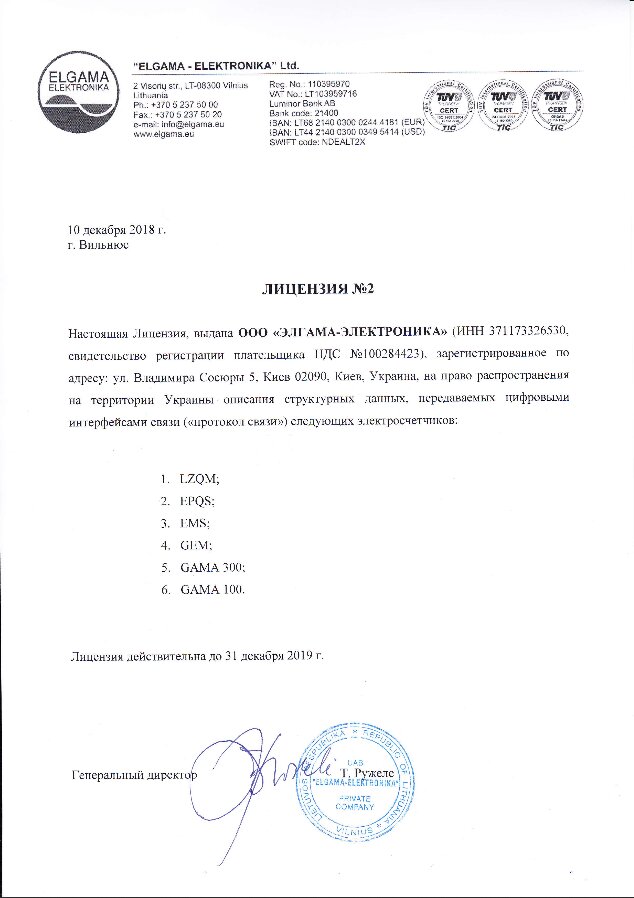 ELGAMA
ELEKTRONIKA
"ELGAMA - ELEKTRONIKA" Ltd.
2 Visorių str., LT-08300 Vilnius
Lithuania
Ph.: +370 5 237 50 00
Fax.: +370 5 237 50 20
e-mail: info@elgama.eu
www.elgama.eu
Reg. No.: 110395970
VAT No.: LT103959716
Luminor Bank AB
Bank code: 21400
IBAN: LT68 2140 0300 0244 4181 (EUR)
IBAN: LT44 2140 0300 0349 5414 (USD)
SWIFT code: NDEALT2X
TÜV CERT TIC
TÜV CERT TIC
TÜV CERT TIC
10 декабря 2018 г.
г. Вильнюс
ЛИЦЕНЗИЯ №2
Настоящая Лицензия, выдана ООО «ЭЛГАМА-ЭЛЕКТРОНИКА» (ИНН 371173326530,
свидетельство регистрации плательщика НДС №100284423), зарегистрированное по
адресу: ул. Владимира Сосюры 5, Киев 02090, Киев, Украина, на право распространения
на территории Украины описания структурных данных, передаваемых цифровыми
интерфейсами связи («протокол связи») следующих электросчетчиков:
1. LZQM;
2. EPQS;
3. EMS;
4. GEM;
5. GAMA 300;
6. GAMA 100.
Лицензия действительна до 31 декабря 2019 г.
Генеральный директор
Т. Ружеле
LIETUVOS RESPUBLIKA ★ REPUBLIC OF LITHUANIA ★ VILNIUS
UAB
"ELGAMA-ELEKTRONIKA"
PRIVATE
COMPANY